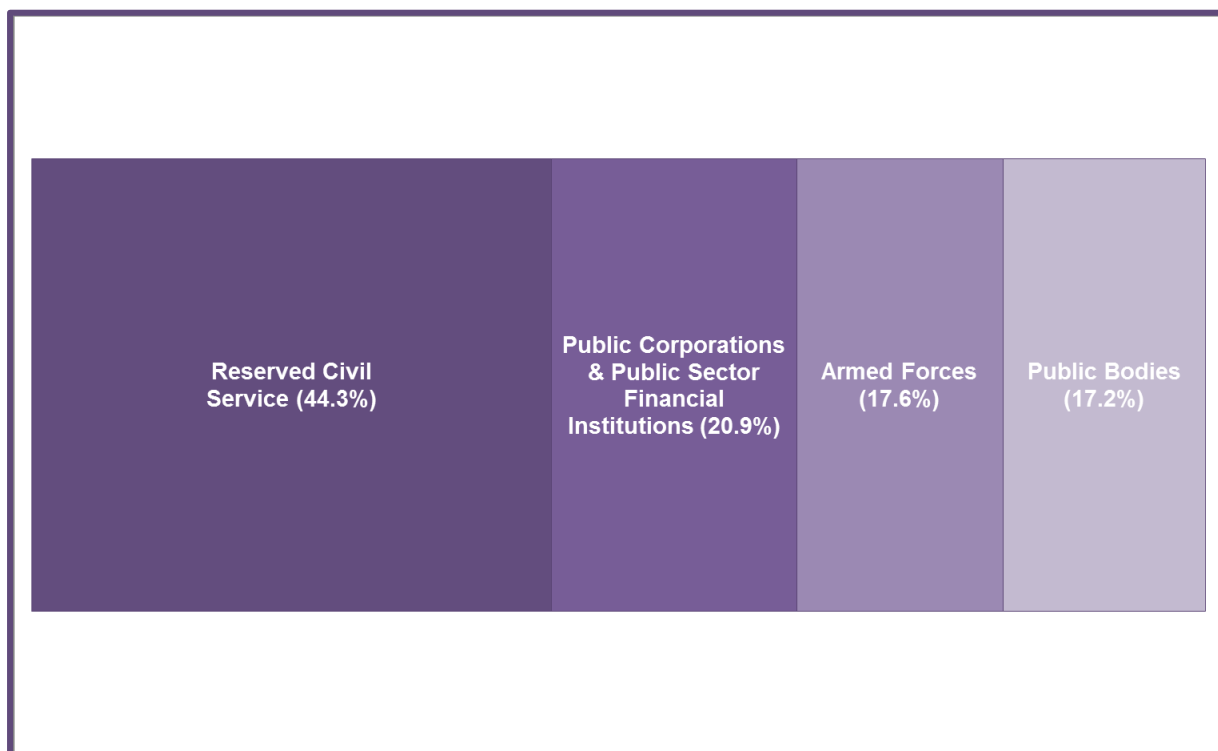 Reserved Civil
Service (44.3%)
Public Corporations
& Public Sector
Financial
Institutions (20.9%)
Armed Forces
(17.6%)
Public Bodies
(17.2%)